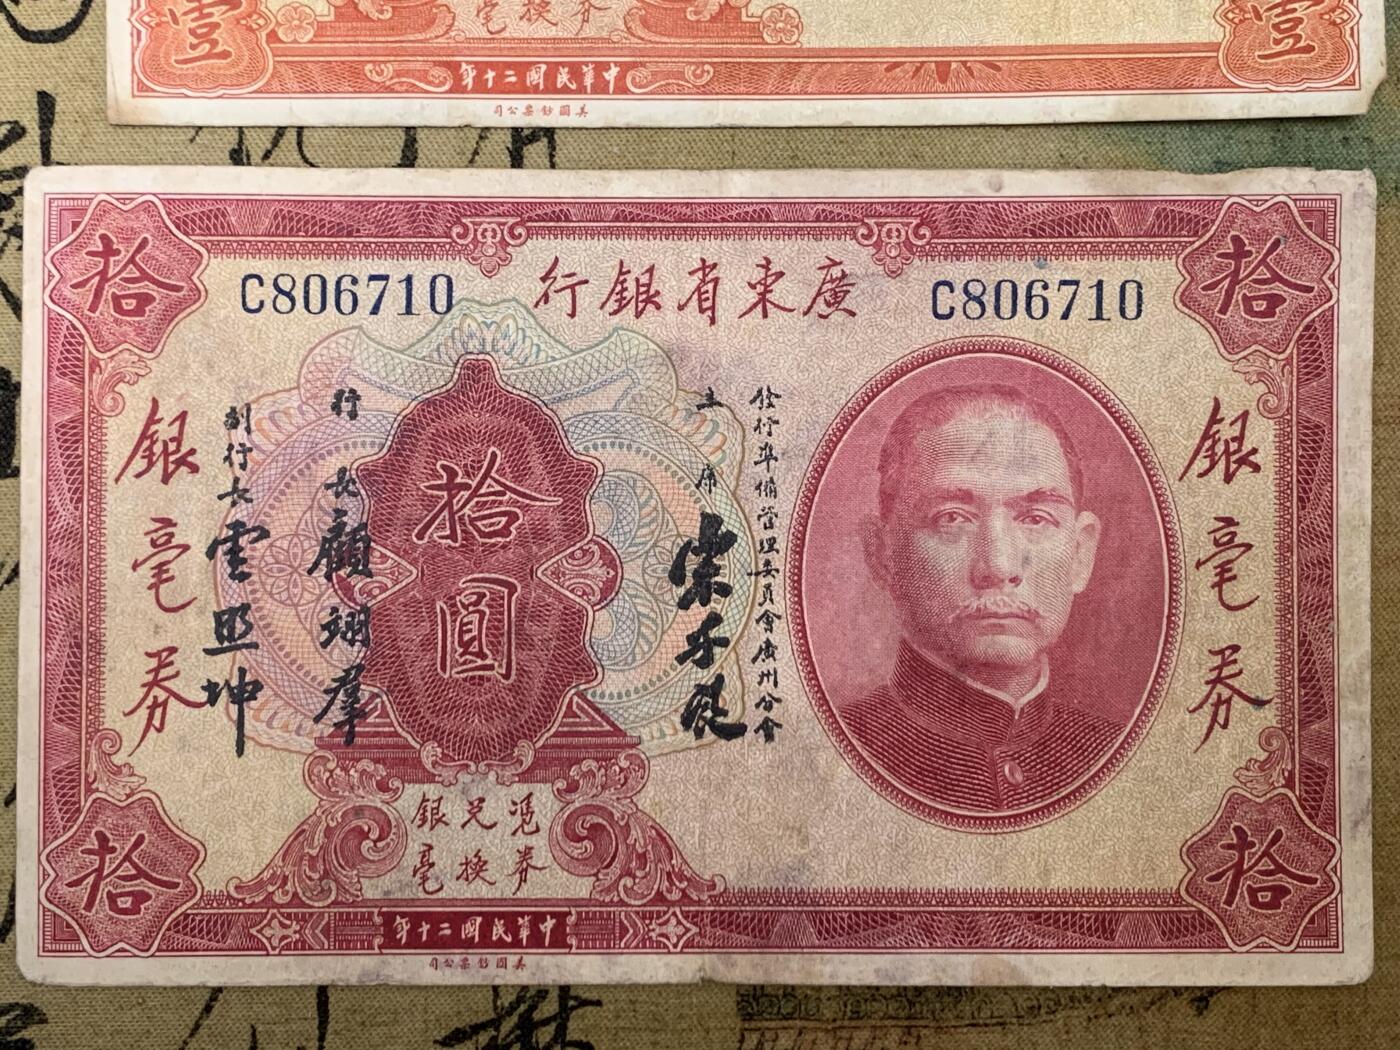 壹
券換毫
壹
中華民國二十年
美國鈔票公司
拾
C806710
廣東省銀行
C806710
拾
銀毫券
發行準備管理委員會廣州分會
主席
宋子良
拾圓
行長
顧翊羣
副行長
雲照坤
銀毫券
憑券兌換銀毫
拾
拾
中華民國二十年
美國鈔票公司